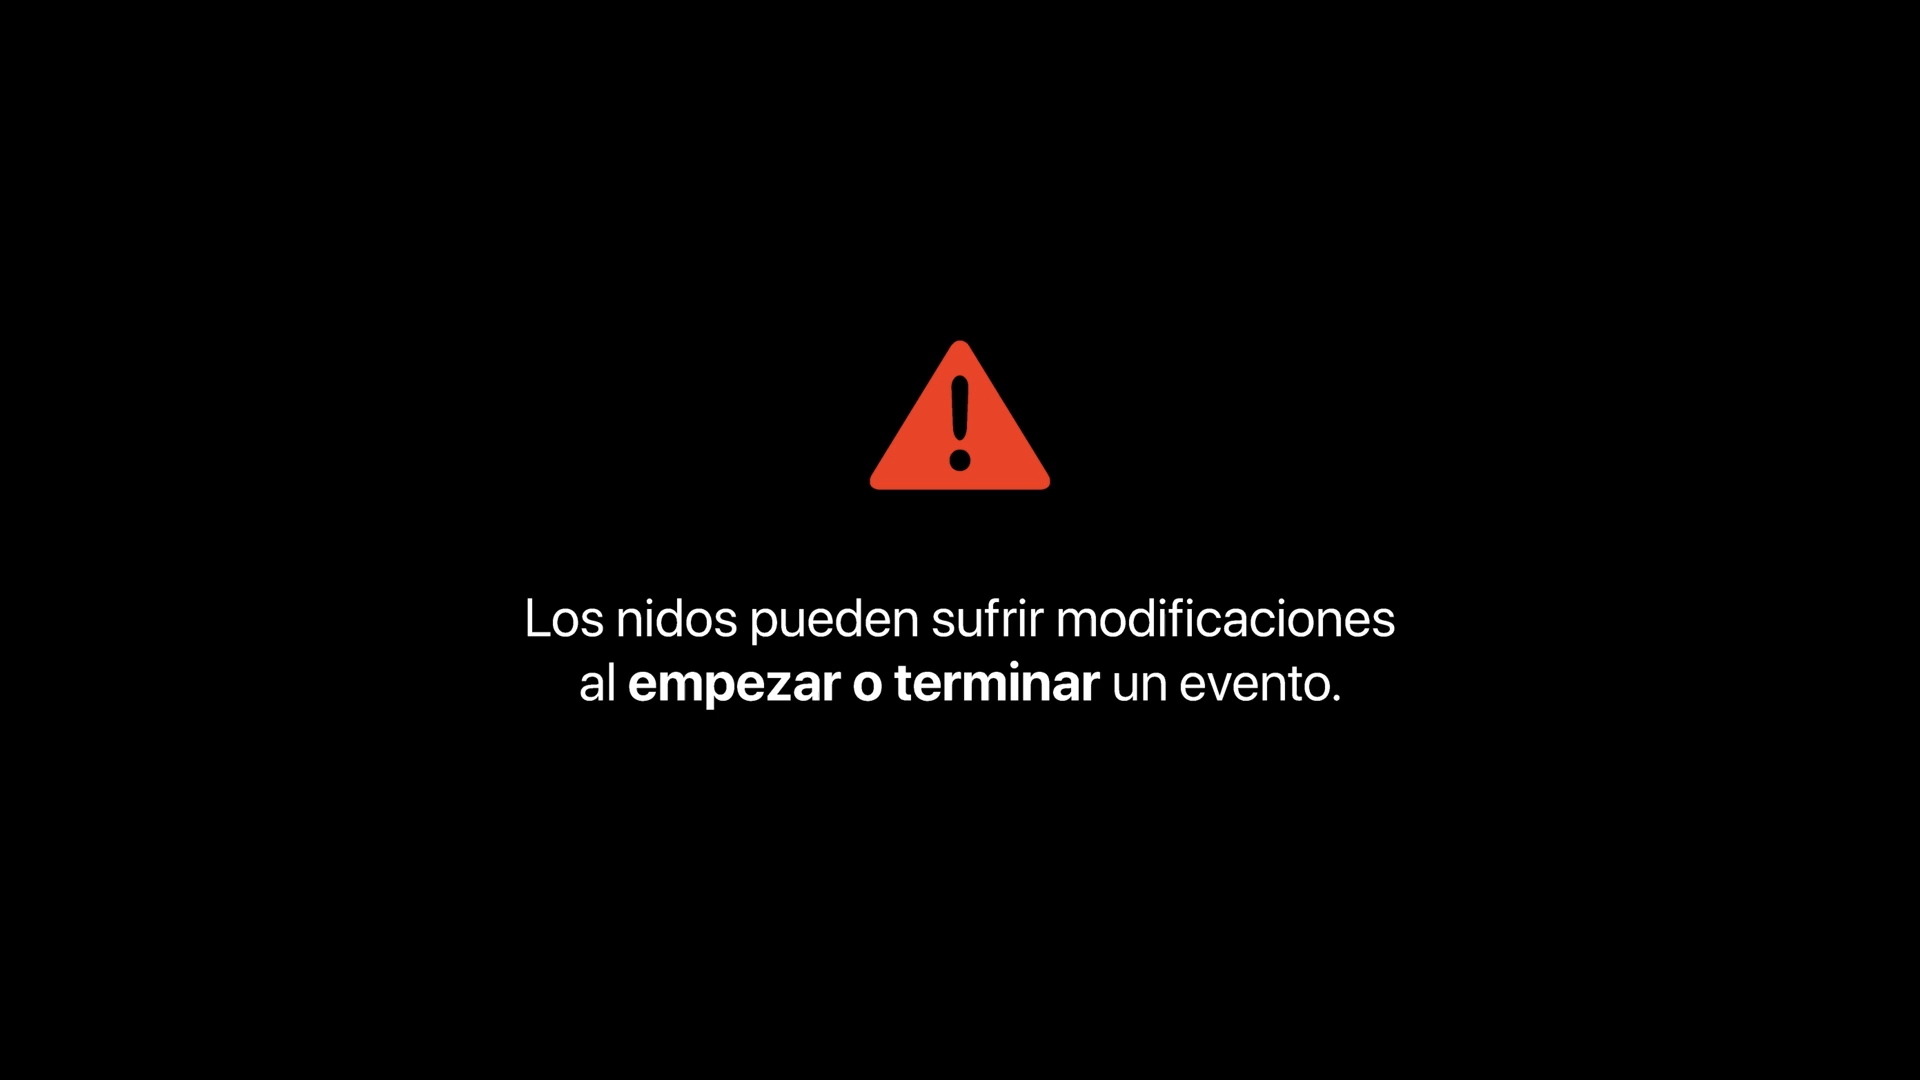 Los nidos pueden sufrir modificaciones
al empezar o terminar un evento.